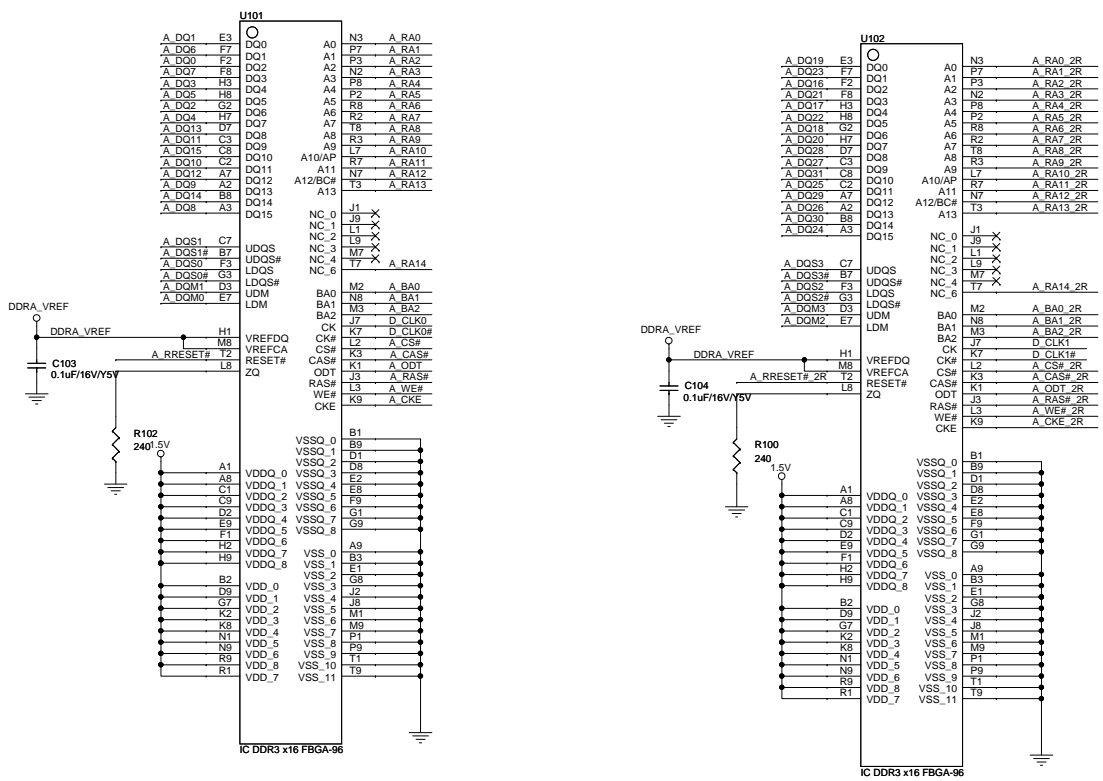 U101
A_DQ1 E3 DQ0 A0 N3 A_RA0
A_DQ6 F7 DQ1 A1 P7 A_RA1
A_DQ0 F2 DQ2 A2 P3 A_RA2
A_DQ7 F8 DQ3 A3 N2 A_RA3
A_DQ3 H3 DQ4 A4 P8 A_RA4
A_DQ5 H8 DQ5 A5 P2 A_RA5
A_DQ2 G2 DQ6 A6 R8 A_RA6
A_DQ4 H7 DQ7 A7 R2 A_RA7
A_DQ13 D7 DQ8 A8 T8 A_RA8
A_DQ11 C3 DQ9 A9 R3 A_RA9
A_DQ15 C8 DQ10 A10/AP L7 A_RA10
A_DQ10 C2 DQ11 A11 R7 A_RA11
A_DQ12 A7 DQ12 A12/BC# N7 A_RA12
A_DQ9 A2 DQ13 A13 T3 A_RA13
A_DQ14 B8 DQ14
A_DQ8 A3 DQ15
NC_0 J1
NC_1 J9
NC_2 L1
NC_3 L9
NC_4 M7
NC_6 T7 A_RA14
A_DQS1 C7 UDQS
A_DQS1# B7 UDQS#
A_DQS0 F3 LDQS
A_DQS0# G3 LDQS#
A_DQM1 D3 UDM
A_DQM0 E7 LDM
BA0 M2 A_BA0
BA1 N8 A_BA1
BA2 M3 A_BA2
CK J7 D_CLK0
CK# K7 D_CLK0#
CS# L2 A_CS#
CAS# K3 A_CAS#
ODT K1 A_ODT
RAS# J3 A_RAS#
WE# L3 A_WE#
CKE K9 A_CKE
DDRA_VREF
DDRA_VREF H1 VREFDQ
M8 VREFCA
A_RRESET# T2 RESET#
L8 ZQ
C103
0.1uF/16V/Y5V
R102
240
1.5V
VSSQ_0 B1
VSSQ_1 B9
VSSQ_2 D1
VSSQ_3 D8
VSSQ_4 E2
VSSQ_5 E8
VSSQ_6 F9
VSSQ_7 G1
VSSQ_8 G9
A1 VDDQ_0
A8 VDDQ_1
C1 VDDQ_2
C9 VDDQ_3
D2 VDDQ_4
E9 VDDQ_5
F1 VDDQ_6
H2 VDDQ_7
H9 VDDQ_8
VSS_0 A9
VSS_1 B3
VSS_2 E1
VSS_3 G8
VSS_4 J2
VSS_5 J8
VSS_6 M1
VSS_7 M9
VSS_8 P1
VSS_9 P9
VSS_10 T1
VSS_11 T9
B2 VDD_0
D9 VDD_1
G7 VDD_2
K2 VDD_3
K8 VDD_4
N1 VDD_5
N9 VDD_6
R9 VDD_8
R1 VDD_7
IC DDR3 x16 FBGA-96
U102
A_DQ19 E3 DQ0 A0 N3 A_RA0_2R
A_DQ23 F7 DQ1 A1 P7 A_RA1_2R
A_DQ16 F2 DQ2 A2 P3 A_RA2_2R
A_DQ21 F8 DQ3 A3 N2 A_RA3_2R
A_DQ17 H3 DQ4 A4 P8 A_RA4_2R
A_DQ22 H8 DQ5 A5 P2 A_RA5_2R
A_DQ18 G2 DQ6 A6 R8 A_RA6_2R
A_DQ20 H7 DQ7 A7 R2 A_RA7_2R
A_DQ28 D7 DQ8 A8 T8 A_RA8_2R
A_DQ27 C3 DQ9 A9 R3 A_RA9_2R
A_DQ31 C8 DQ10 A10/AP L7 A_RA10_2R
A_DQ25 C2 DQ11 A11 R7 A_RA11_2R
A_DQ29 A7 DQ12 A12/BC# N7 A_RA12_2R
A_DQ26 A2 DQ13 A13 T3 A_RA13_2R
A_DQ30 B8 DQ14
A_DQ24 A3 DQ15
NC_0 J1
NC_1 J9
NC_2 L1
NC_3 L9
NC_4 M7
NC_6 T7 A_RA14_2R
A_DQS3 C7 UDQS
A_DQS3# B7 UDQS#
A_DQS2 F3 LDQS
A_DQS2# G3 LDQS#
A_DQM3 D3 UDM
A_DQM2 E7 LDM
BA0 M2 A_BA0_2R
BA1 N8 A_BA1_2R
BA2 M3 A_BA2_2R
CK J7 D_CLK1
CK# K7 D_CLK1#
CS# L2 A_CS#_2R
CAS# K3 A_CAS#_2R
ODT K1 A_ODT_2R
RAS# J3 A_RAS#_2R
WE# L3 A_WE#_2R
CKE K9 A_CKE_2R
DDRA_VREF
DDRA_VREF H1 VREFDQ
M8 VREFCA
A_RRESET#_2R T2 RESET#
L8 ZQ
C104
0.1uF/16V/Y5V
R100
240
1.5V
VSSQ_0 B1
VSSQ_1 B9
VSSQ_2 D1
VSSQ_3 D8
VSSQ_4 E2
VSSQ_5 E8
VSSQ_6 F9
VSSQ_7 G1
VSSQ_8 G9
A1 VDDQ_0
A8 VDDQ_1
C1 VDDQ_2
C9 VDDQ_3
D2 VDDQ_4
E9 VDDQ_5
F1 VDDQ_6
H2 VDDQ_7
H9 VDDQ_8
VSS_0 A9
VSS_1 B3
VSS_2 E1
VSS_3 G8
VSS_4 J2
VSS_5 J8
VSS_6 M1
VSS_7 M9
VSS_8 P1
VSS_9 P9
VSS_10 T1
VSS_11 T9
B2 VDD_0
D9 VDD_1
G7 VDD_2
K2 VDD_3
K8 VDD_4
N1 VDD_5
N9 VDD_6
R9 VDD_8
R1 VDD_7
IC DDR3 x16 FBGA-96